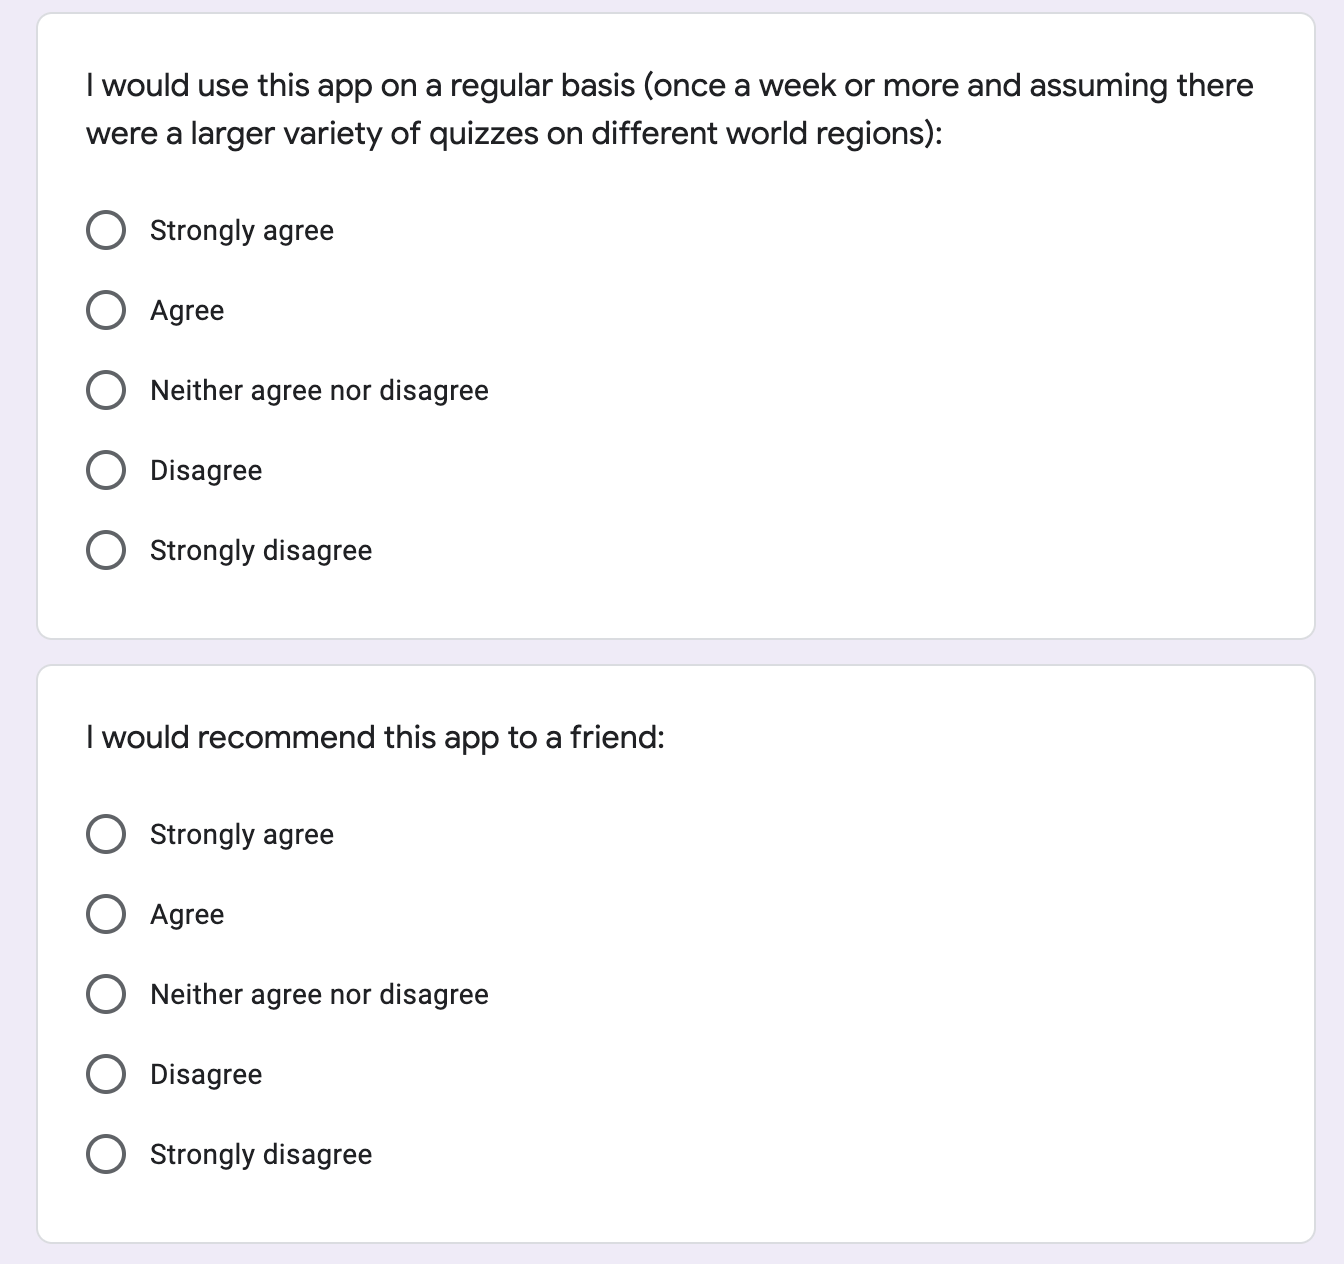 I would use this app on a regular basis (once a week or more and assuming there
were a larger variety of quizzes on different world regions):
Strongly agree
Agree
Neither agree nor disagree
Disagree
Strongly disagree
I would recommend this app to a friend:
Strongly agree
Agree
Neither agree nor disagree
Disagree
Strongly disagree